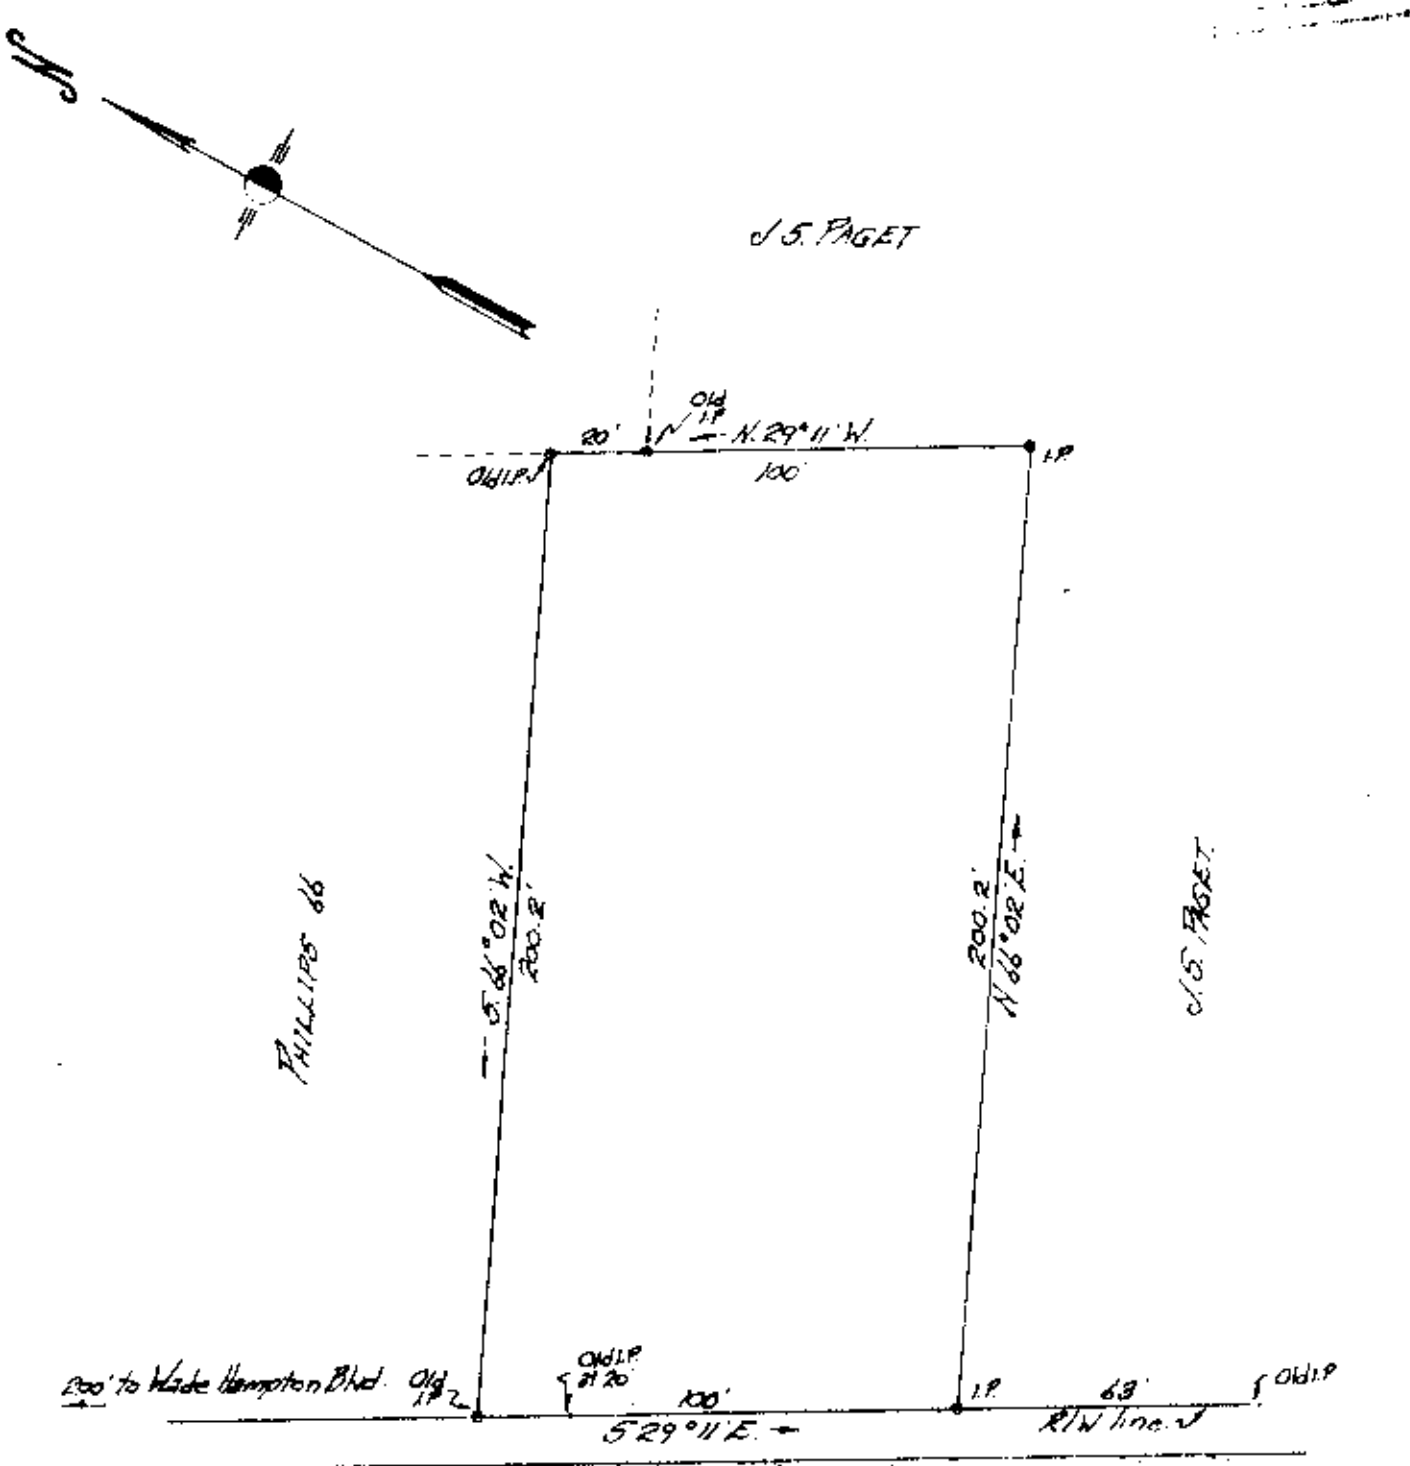 N
J. S. PAGET
Old
I.P.
20'
N. 29° 11' W.
Old I.P.
100'
I.P.
S. 66° 02' W.
200.2'
200.2'
N 66° 02' E.
PHILLIPS 66
J. S. PAGET.
200' to Wade Hampton Blvd.
Old
I.P.
Old I.P.
at 20'
100'
I.P.
63'
Old I.P.
S 29° 11' E.
R/W line